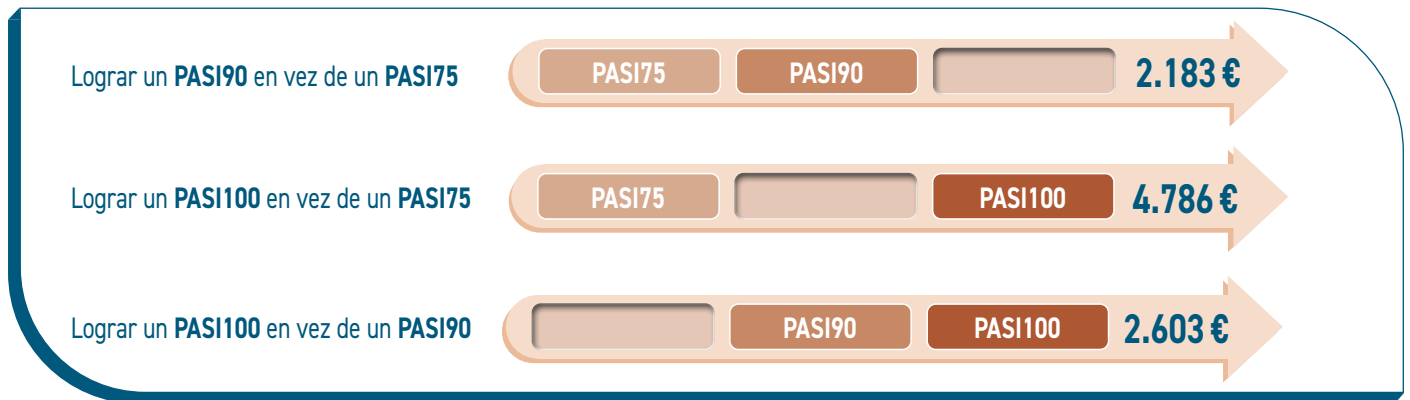 Lograr un PASI90 en vez de un PASI75
PASI75 PASI90 2.183 €
Lograr un PASI100 en vez de un PASI75
PASI75 PASI100 4.786 €
Lograr un PASI100 en vez de un PASI90
PASI90 PASI100 2.603 €